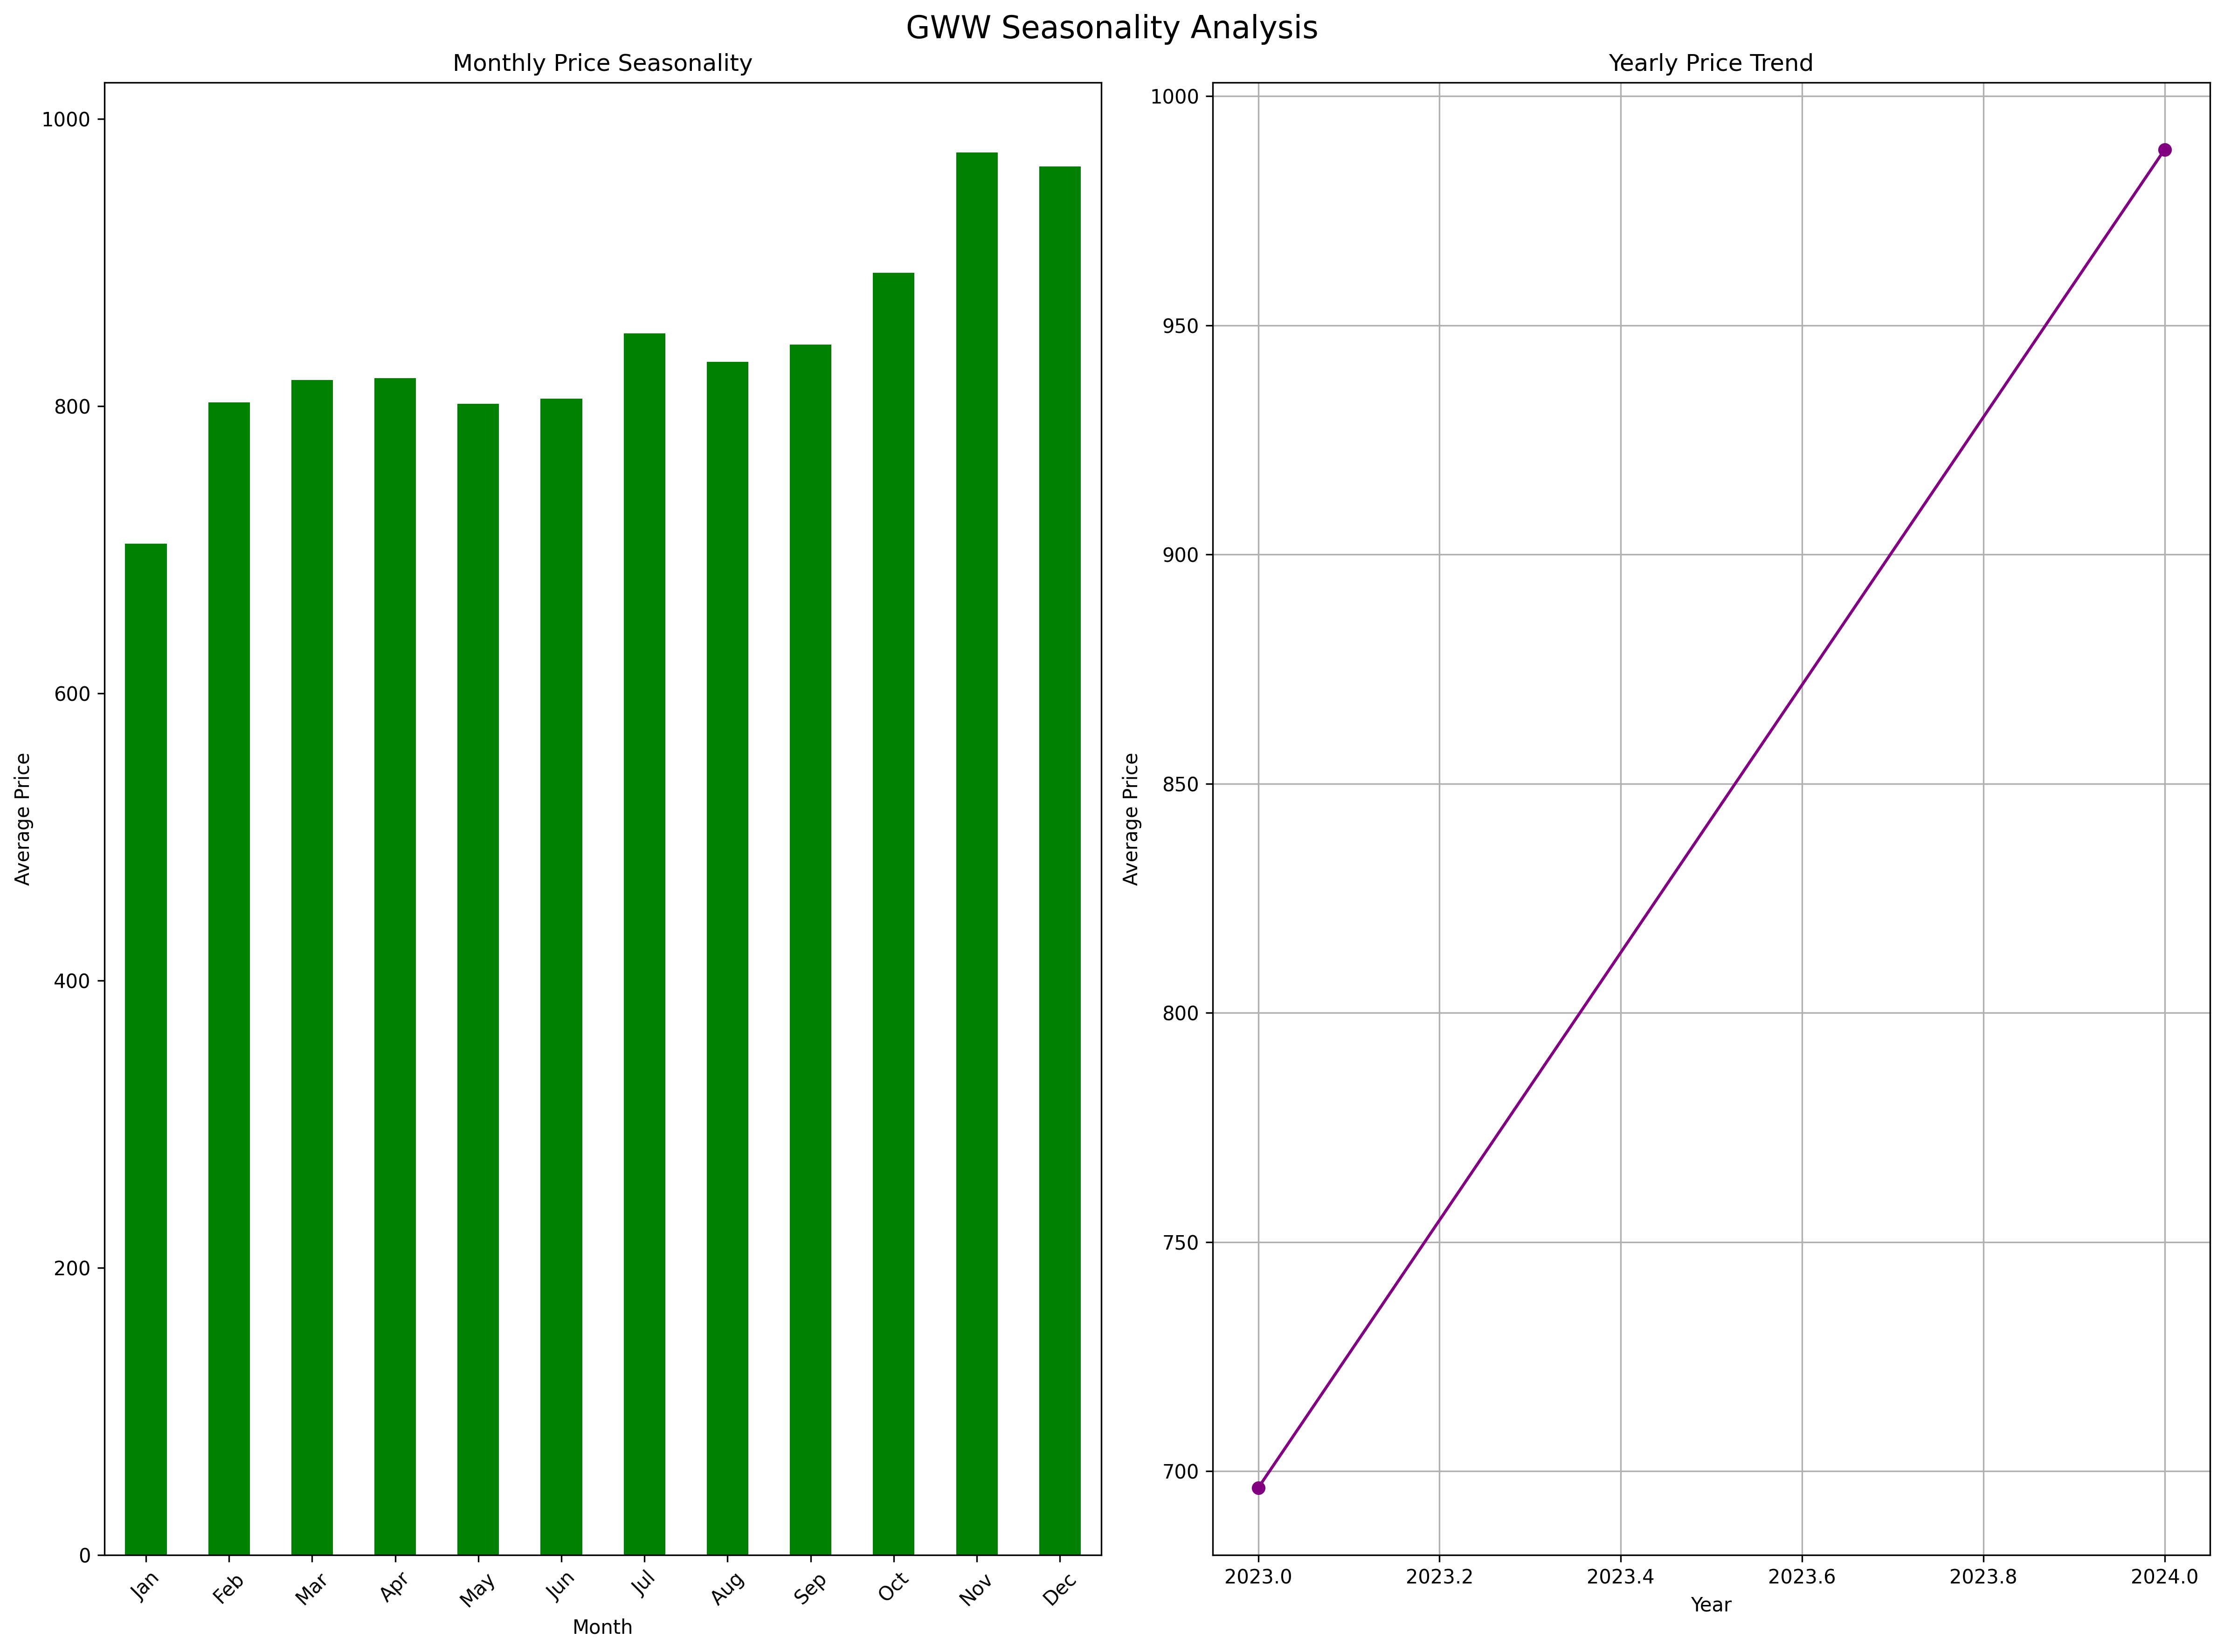 GWW Seasonality Analysis
Monthly Price Seasonality
Average Price
1000
800
600
400
200
0
Jan
Feb
Mar
Apr
May
Jun
Jul
Aug
Sep
Oct
Nov
Dec
Month
Yearly Price Trend
Average Price
1000
950
900
850
800
750
700
2023.0
2023.2
2023.4
2023.6
2023.8
2024.0
Year